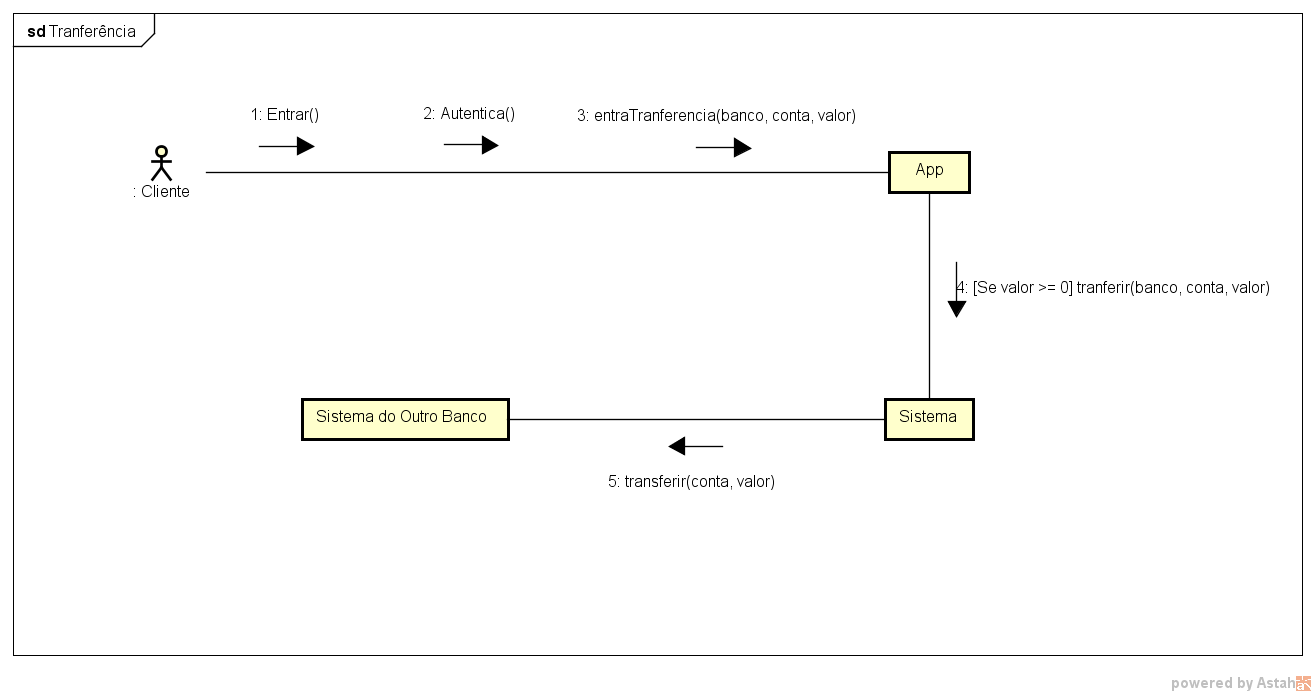 sd Tranferência
1: Entrar()
2: Autentica()
3: entraTranferencia(banco, conta, valor)
: Cliente
App
4: [Se valor >= 0] tranferir(banco, conta, valor)
Sistema do Outro Banco
Sistema
5: transferir(conta, valor)
powered by Astah